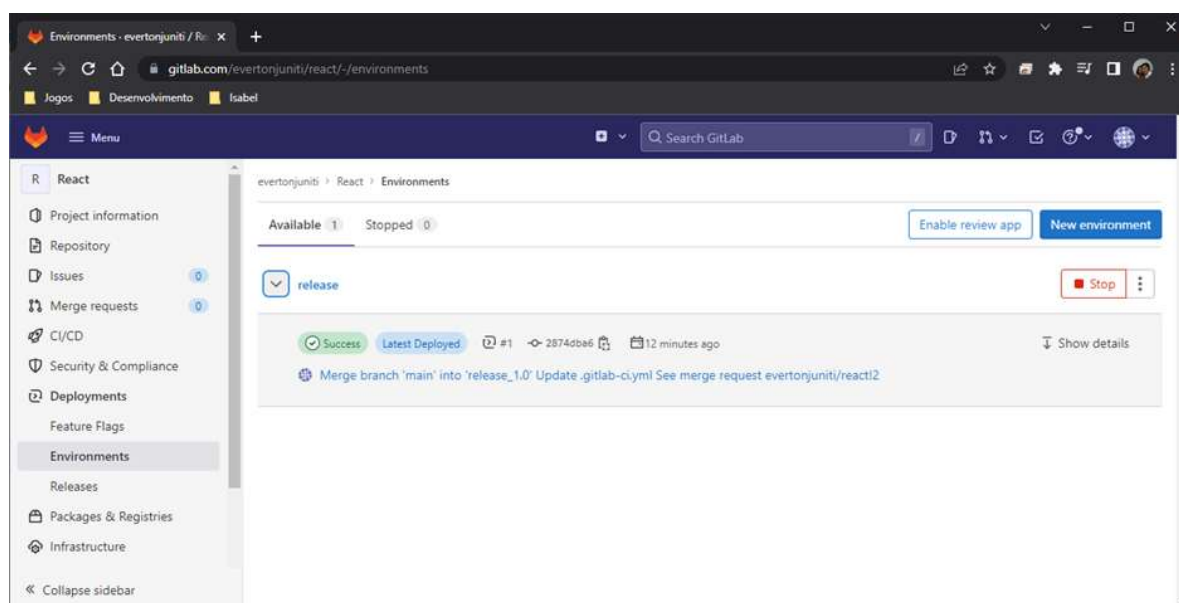 Environments · evertonjuniti / Re
gitlab.com/evertonjuniti/react/-/environments
Jogos Desenvolvimento Isabel
Menu
Search GitLab /
R React
Project information
Repository
Issues 0
Merge requests 0
CI/CD
Security & Compliance
Deployments
Feature Flags
Environments
Releases
Packages & Registries
Infrastructure
Collapse sidebar
evertonjuniti > React > Environments
Available 1 Stopped 0 Enable review app New environment
release Stop
Success Latest Deployed #1 2874dba6 12 minutes ago Show details
Merge branch 'main' into 'release_1.0' Update .gitlab-ci.yml See merge request evertonjuniti/react!2